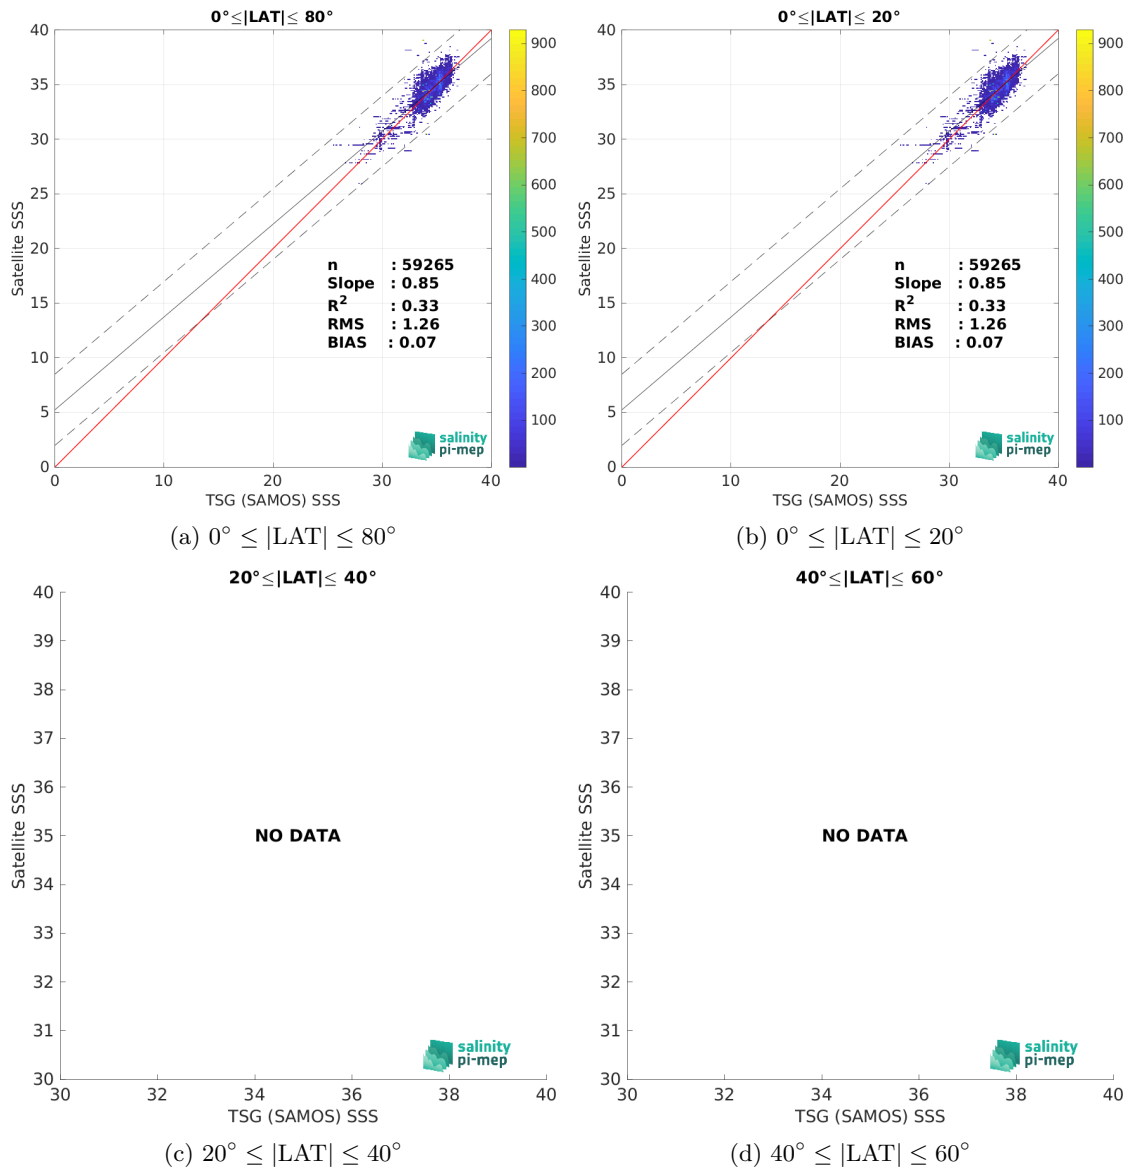 0°≤|LAT|≤ 80°
40
35
30
25
20
15
10
5
0
Satellite SSS
900
800
700
600
500
400
300
200
100
n : 59265
Slope : 0.85
R² : 0.33
RMS : 1.26
BIAS : 0.07
salinity
pi-mep
0 10 20 30 40
TSG (SAMOS) SSS
(a) 0° ≤ |LAT| ≤ 80°
0°≤|LAT|≤ 20°
40
35
30
25
20
15
10
5
0
Satellite SSS
900
800
700
600
500
400
300
200
100
n : 59265
Slope : 0.85
R² : 0.33
RMS : 1.26
BIAS : 0.07
salinity
pi-mep
0 10 20 30 40
TSG (SAMOS) SSS
(b) 0° ≤ |LAT| ≤ 20°
20°≤|LAT|≤ 40°
40
39
38
37
36
35
34
33
32
31
30
Satellite SSS
NO DATA
salinity
pi-mep
30 32 34 36 38 40
TSG (SAMOS) SSS
(c) 20° ≤ |LAT| ≤ 40°
40°≤|LAT|≤ 60°
40
39
38
37
36
35
34
33
32
31
30
Satellite SSS
NO DATA
salinity
pi-mep
30 32 34 36 38 40
TSG (SAMOS) SSS
(d) 40° ≤ |LAT| ≤ 60°